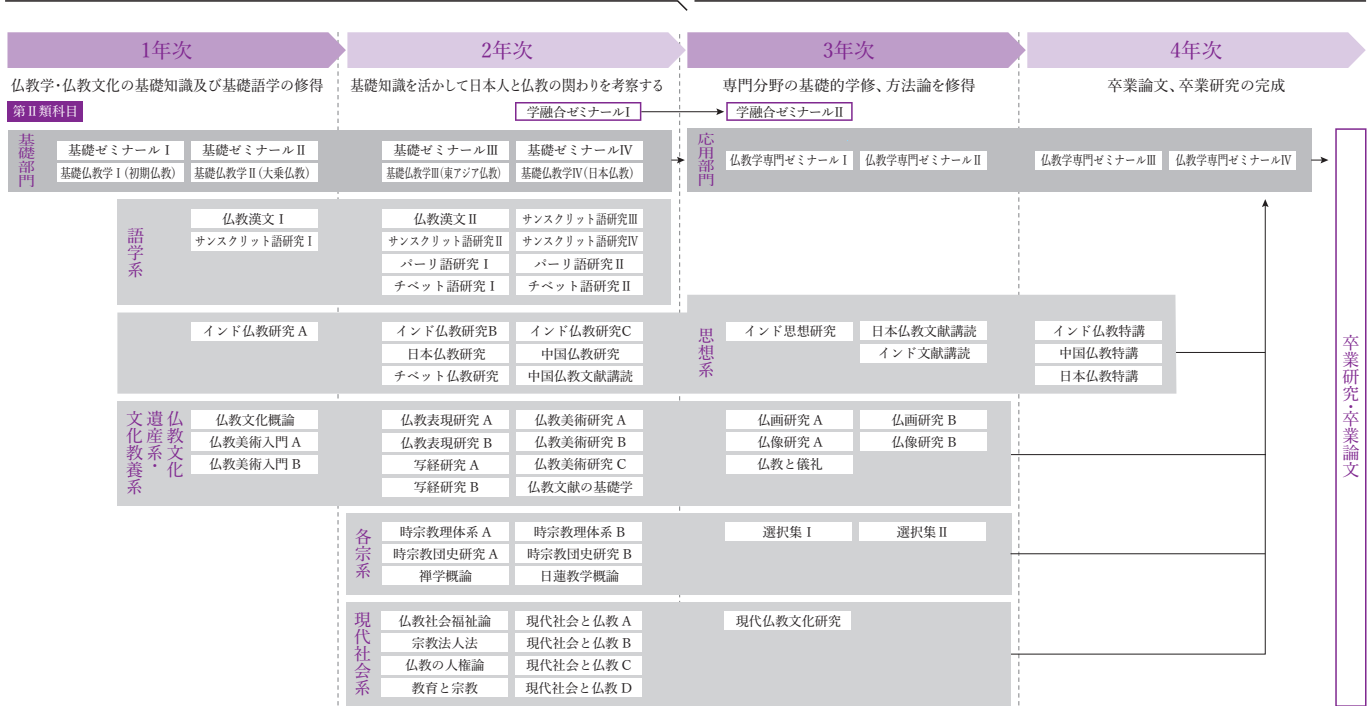 1年次 2年次 3年次 4年次
仏教学・仏教文化の基礎知識及び基礎語学の修得 基礎知識を活かして日本人と仏教の関わりを考察する 専門分野の基礎的学修、方法論を修得 卒業論文、卒業研究の完成
第Ⅱ類科目 学融合ゼミナールⅠ 学融合ゼミナールⅡ
基礎部門
基礎ゼミナールⅠ 基礎ゼミナールⅡ 基礎ゼミナールⅢ 基礎ゼミナールⅣ
基礎仏教学Ⅰ(初期仏教) 基礎仏教学Ⅱ(大乗仏教) 基礎仏教学Ⅲ(東アジア仏教) 基礎仏教学Ⅳ(日本仏教)
応用部門
仏教学専門ゼミナールⅠ 仏教学専門ゼミナールⅡ 仏教学専門ゼミナールⅢ 仏教学専門ゼミナールⅣ
語学系
仏教漢文Ⅰ 仏教漢文Ⅱ サンスクリット語研究Ⅲ
サンスクリット語研究Ⅰ サンスクリット語研究Ⅱ サンスクリット語研究Ⅳ
パーリ語研究Ⅰ パーリ語研究Ⅱ
チベット語研究Ⅰ チベット語研究Ⅱ
思想系
インド仏教研究A インド仏教研究B インド仏教研究C インド思想研究 日本仏教文献講読 インド仏教特講
日本仏教研究 中国仏教研究 インド文献講読 中国仏教特講
チベット仏教研究 中国仏教文献講読 日本仏教特講
仏教文化
遺産系・
文化教養系
仏教文化概論 仏教表現研究 A 仏教美術研究 A 仏画研究 A 仏画研究 B
仏教美術入門 A 仏教表現研究 B 仏教美術研究 B 仏像研究 A 仏像研究 B
仏教美術入門 B 写経研究 A 仏教美術研究 C 仏教と儀礼
写経研究 B 仏教文献の基礎学
各宗系
時宗教理体系 A 時宗教理体系 B 選択集Ⅰ 選択集Ⅱ
時宗教団史研究 A 時宗教団史研究 B
禅学概論 日蓮教学概論
現代社会系
仏教社会福祉論 現代社会と仏教 A 現代仏教文化研究
宗教法人法 現代社会と仏教 B
仏教の人権論 現代社会と仏教 C
教育と宗教 現代社会と仏教 D
卒業研究・卒業論文